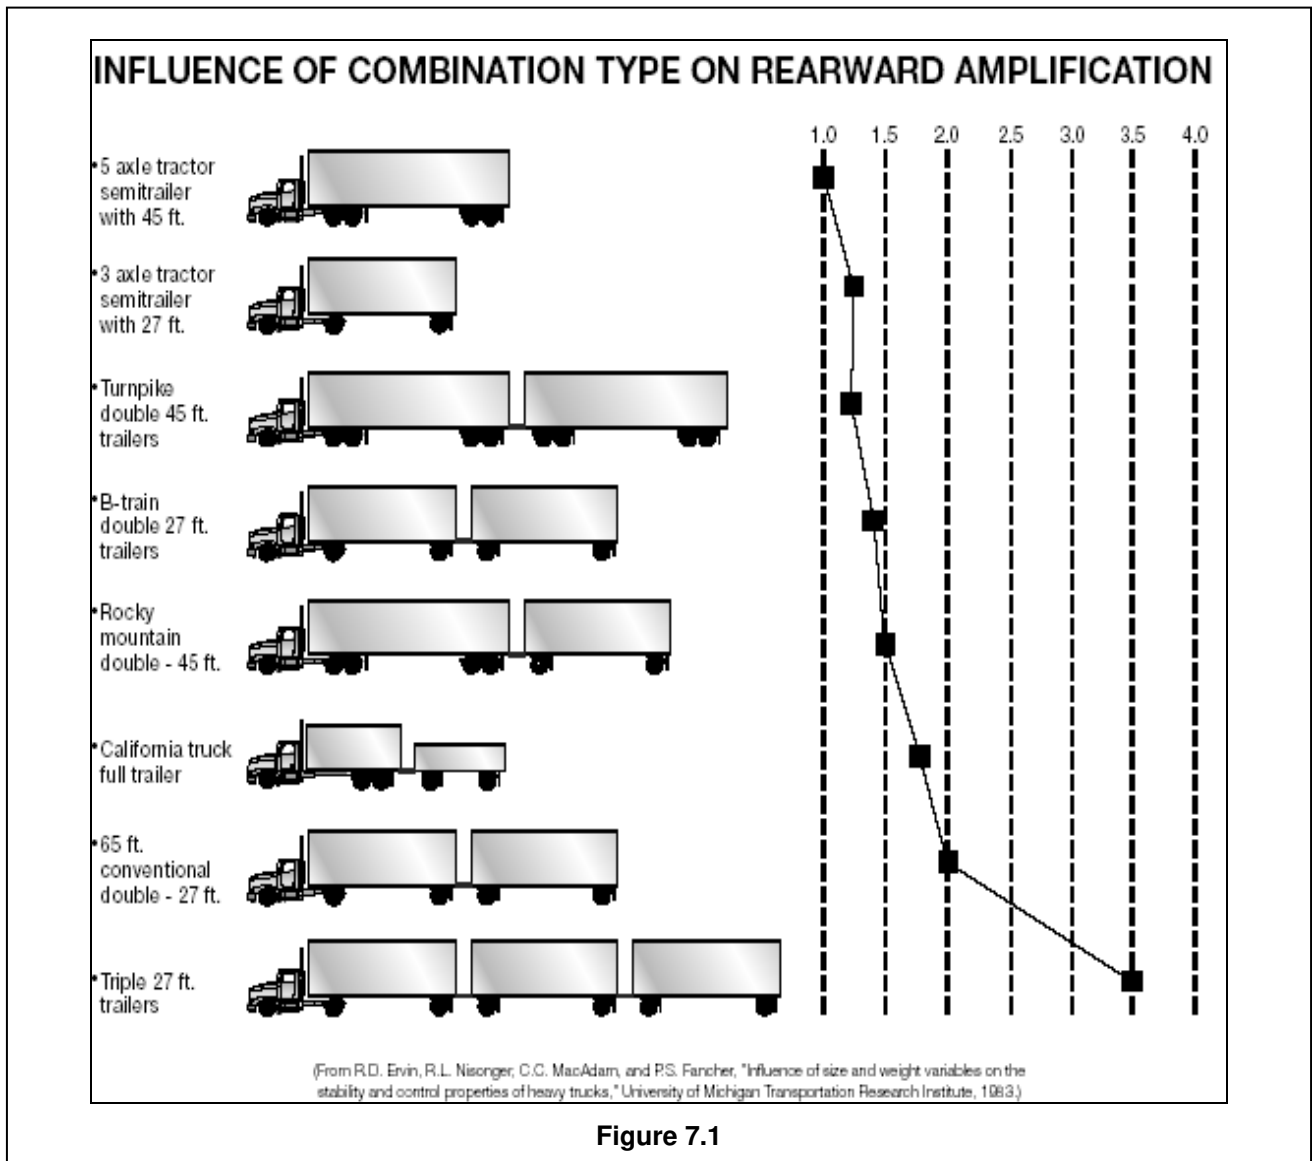 INFLUENCE OF COMBINATION TYPE ON REARWARD AMPLIFICATION
1.0 1.5 2.0 2.5 3.0 3.5 4.0
•5 axle tractor
semitrailer
with 45 ft.
•3 axle tractor
semitrailer
with 27 ft.
•Turnpike
double 45 ft.
trailers
•B-train
double 27 ft.
trailers
•Rocky
mountain
double - 45 ft.
•California truck
full trailer
•65 ft.
conventional
double - 27 ft.
•Triple 27 ft.
trailers
(From R.D. Ervin, R.L. Nisonger, C.C. MacAdam, and P.S. Fancher, "Influence of size and weight variables on the
stability and control properties of heavy trucks," University of Michigan Transportation Research Institute, 1983.)
Figure 7.1